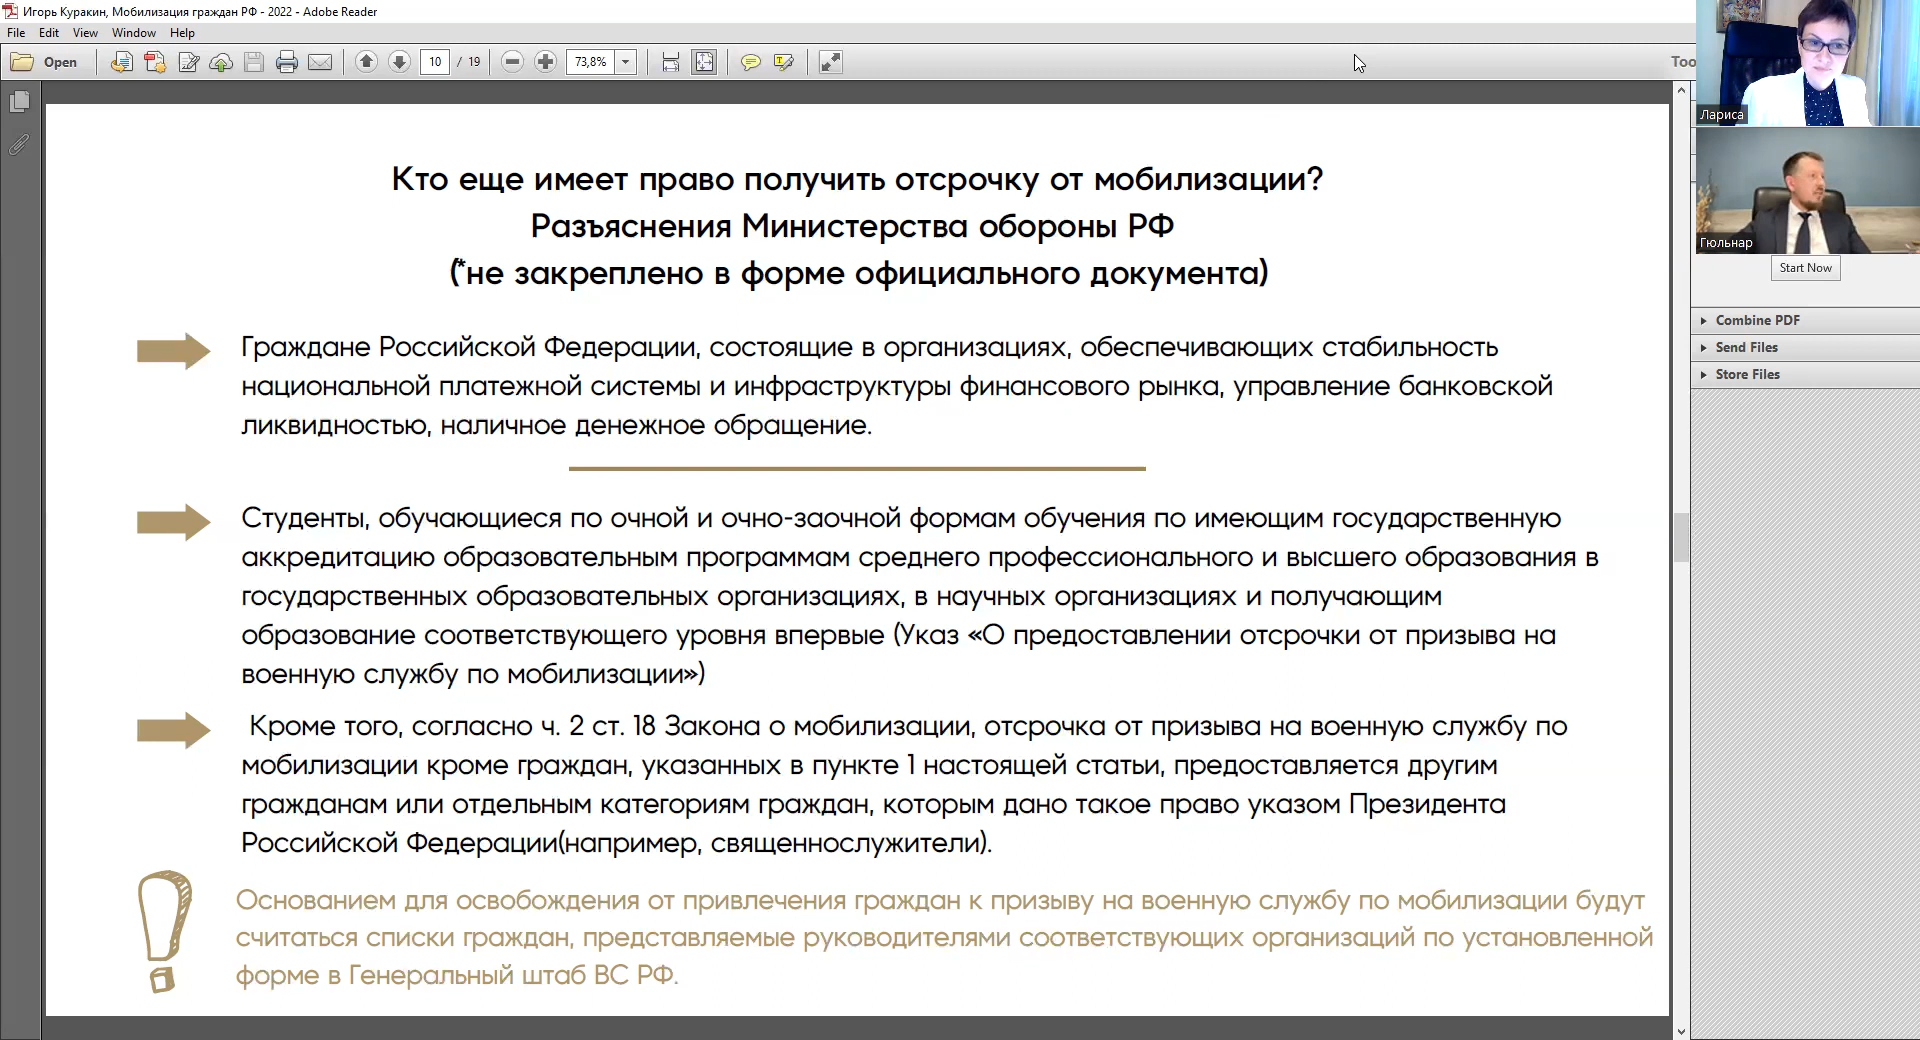 Игорь Куракин, Мобилизация граждан РФ - 2022 - Adobe Reader
File Edit View Window Help
Open 10 / 19 73,8% Too
Лариса
Гюльнар
Start Now
Combine PDF
Send Files
Store Files
Кто еще имеет право получить отсрочку от мобилизации?
Разъяснения Министерства обороны РФ
(*не закреплено в форме официального документа)
Граждане Российской Федерации, состоящие в организациях, обеспечивающих стабильность
национальной платежной системы и инфраструктуры финансового рынка, управление банковской
ликвидностью, наличное денежное обращение.
Студенты, обучающиеся по очной и очно-заочной формам обучения по имеющим государственную
аккредитацию образовательным программам среднего профессионального и высшего образования в
государственных образовательных организациях, в научных организациях и получающим
образование соответствующего уровня впервые (Указ «О предоставлении отсрочки от призыва на
военную службу по мобилизации»)
Кроме того, согласно ч. 2 ст. 18 Закона о мобилизации, отсрочка от призыва на военную службу по
мобилизации кроме граждан, указанных в пункте 1 настоящей статьи, предоставляется другим
гражданам или отдельным категориям граждан, которым дано такое право указом Президента
Российской Федерации(например, священнослужители).
Основанием для освобождения от привлечения граждан к призыву на военную службу по мобилизации будут
считаться списки граждан, представляемые руководителями соответствующих организаций по установленной
форме в Генеральный штаб ВС РФ.